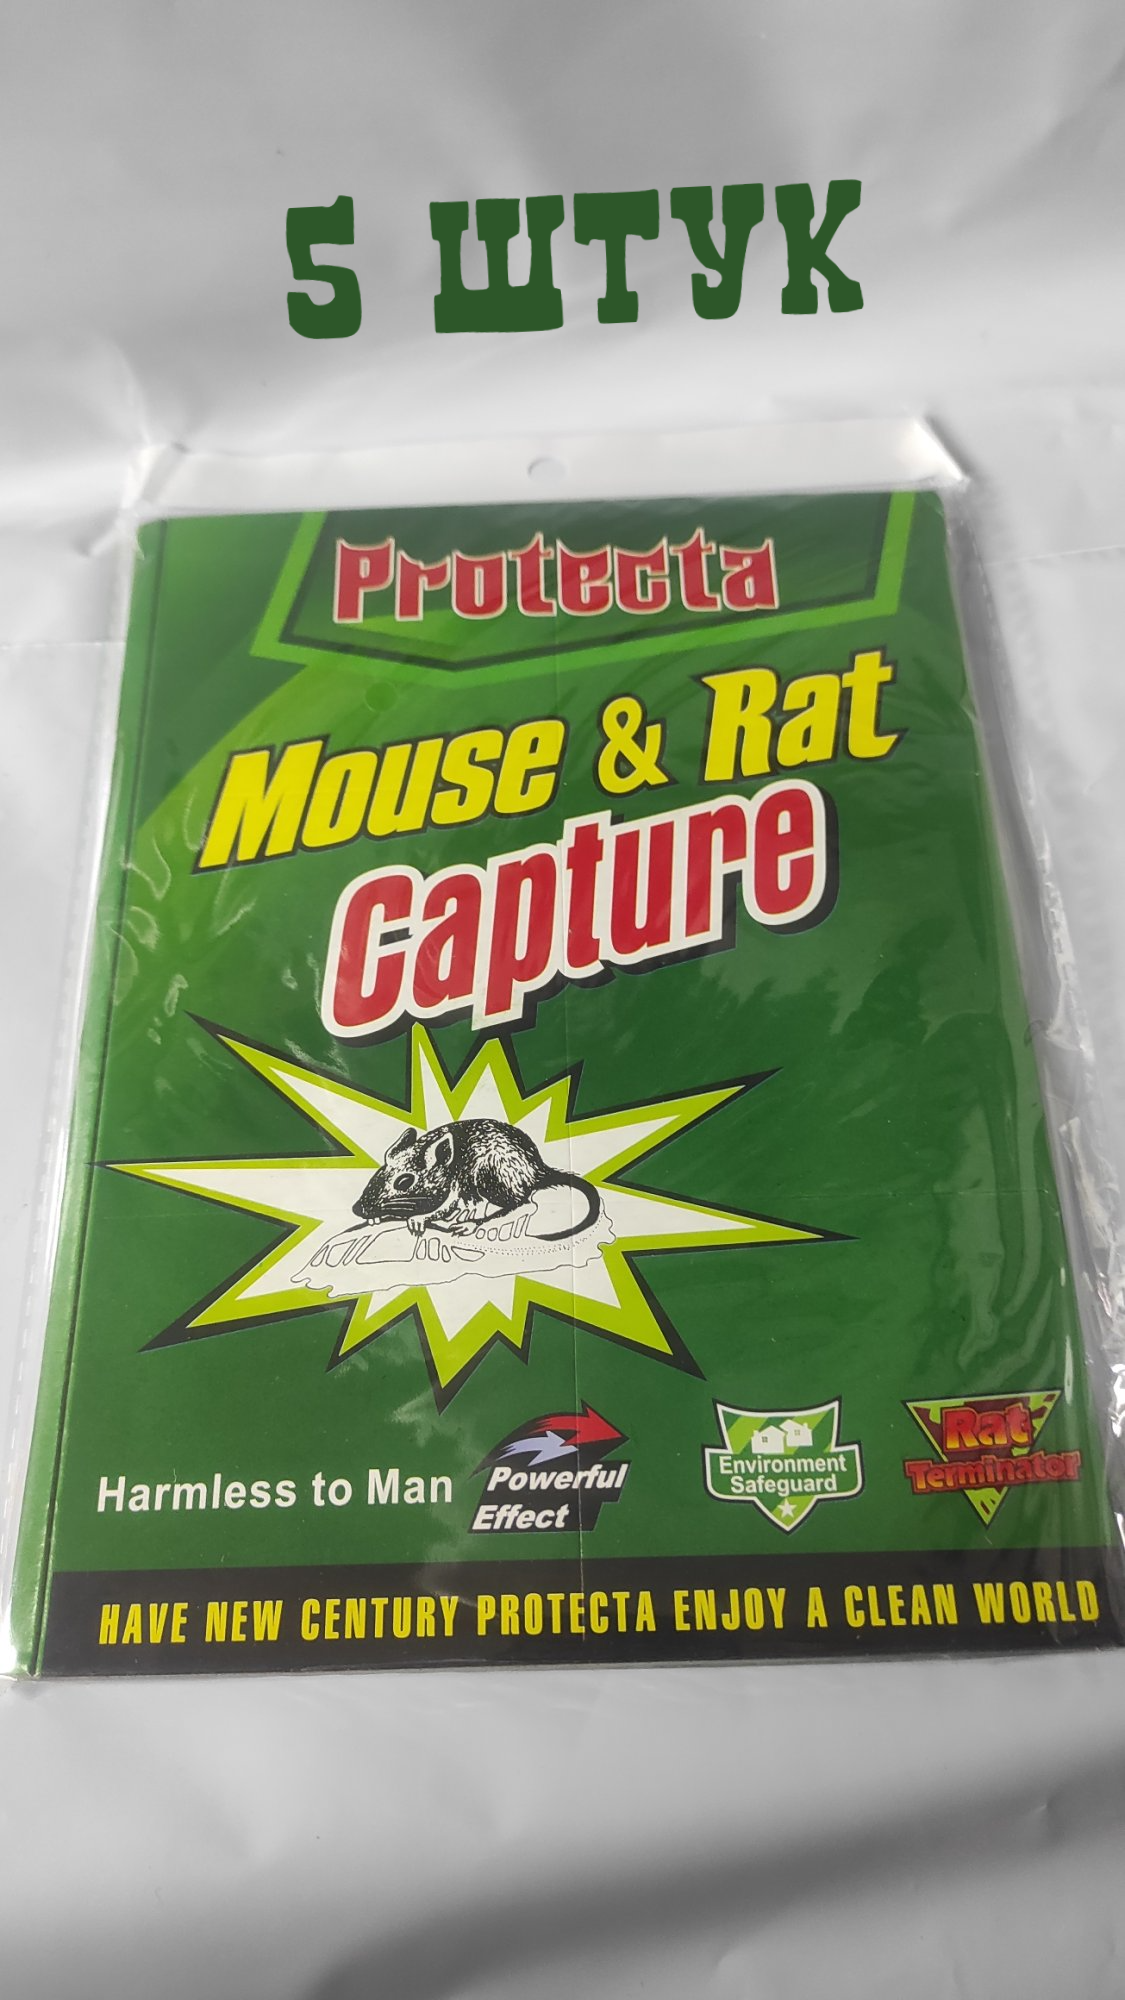 5 ШТУК
Protecta
Mouse & Rat
Capture
Harmless to Man
Powerful
Effect
Environment
Safeguard
Rat
Terminator
HAVE NEW CENTURY PROTECTA ENJOY A CLEAN WORLD